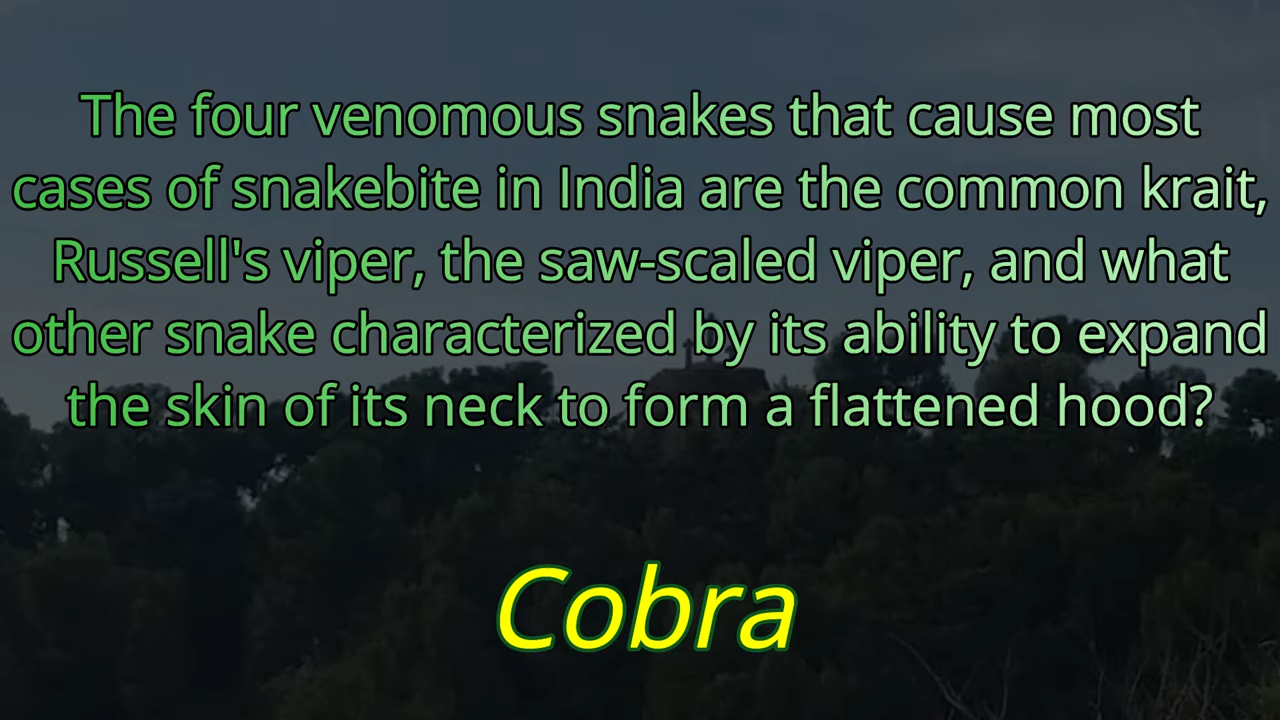 The four venomous snakes that cause most
cases of snakebite in India are the common krait,
Russell's viper, the saw-scaled viper, and what
other snake characterized by its ability to expand
the skin of its neck to form a flattened hood?
Cobra